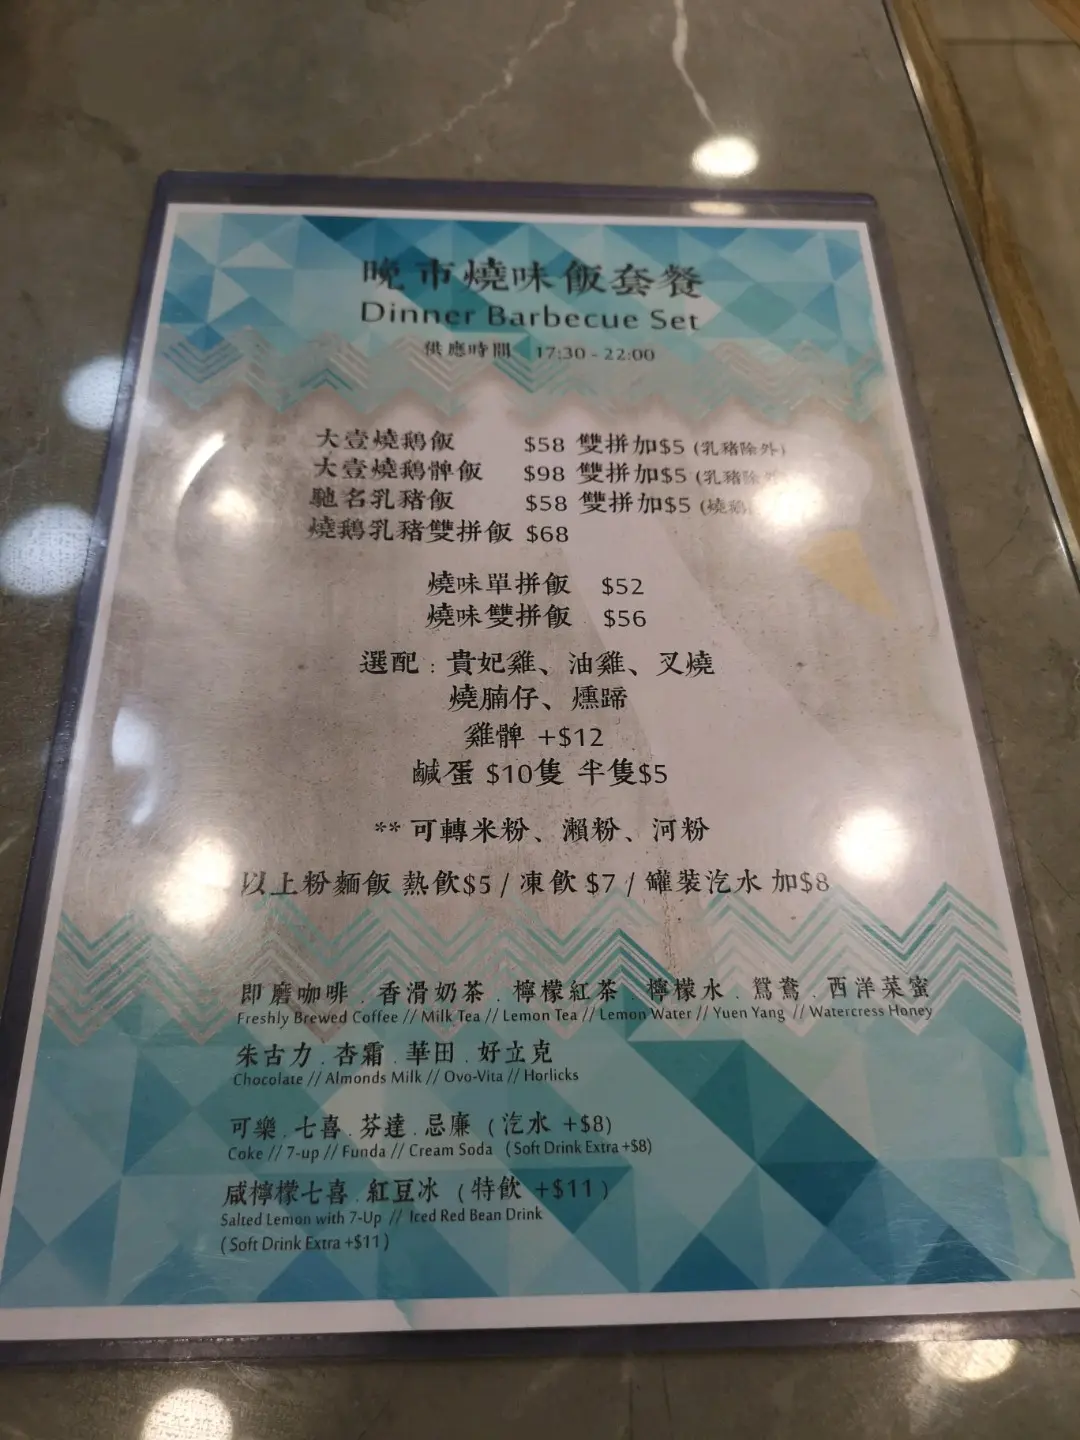 晚市燒味飯套餐
Dinner Barbecue Set
供應時間 17:30 - 22:00
大壹燒鵝飯 $58 雙拼加$5 (乳豬除外)
大壹燒鵝髀飯 $98 雙拼加$5 (乳豬除
馳名乳豬飯 $58 雙拼加$5 (燒鵝
燒鵝乳豬雙拼飯 $68
燒味單拼飯 $52
燒味雙拼飯 $56
選配 : 貴妃雞、油雞、叉燒
燒腩仔、燻蹄
雞髀 +$12
鹹蛋 $10隻 半隻$5
** 可轉米粉、瀨粉、河粉
以上粉麵飯 熱飲$5 / 凍飲 $7 / 罐裝汽水 加$8
即磨咖啡 . 香滑奶茶 . 檸檬紅茶 . 檸檬水 . 鴛鴦 . 西洋菜蜜
Freshly Brewed Coffee // Milk Tea // Lemon Tea // Lemon Water // Yuen Yang // Watercress Honey
朱古力 . 杏霜 . 華田 . 好立克
Chocolate // Almonds Milk // Ovo-Vita // Horlicks
可樂 . 七喜 . 芬達 . 忌廉 ( 汽水 +$8)
Coke // 7-up // Funda // Cream Soda ( Soft Drink Extra +$8)
咸檸檬七喜 . 紅豆冰 ( 特飲 +$11 )
Salted Lemon with 7-Up // Iced Red Bean Drink
( Soft Drink Extra +$11 )